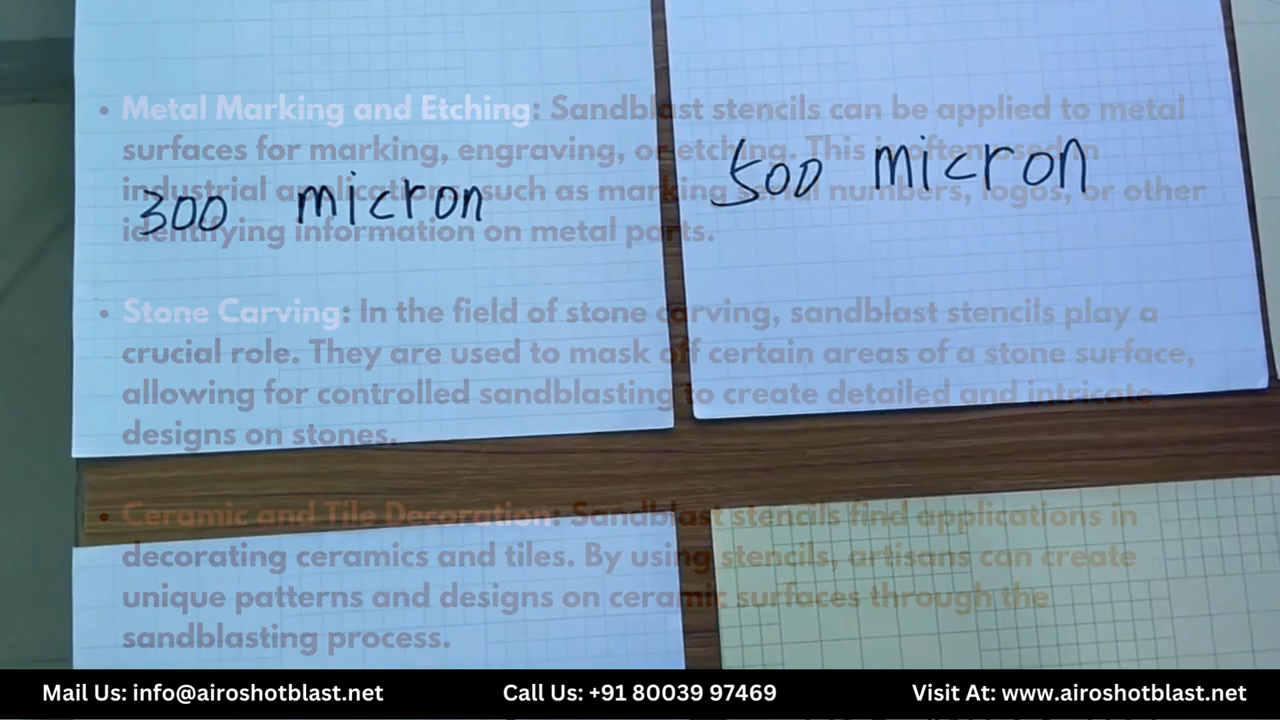 • Metal Marking and Etching: Sandblast stencils can be applied to metal
surfaces for marking, engraving, or etching. This is often used in
industrial applications such as marking serial numbers, logos, or other
identifying information on metal parts.
300 micron
500 micron
• Stone Carving: In the field of stone carving, sandblast stencils play a
crucial role. They are used to mask off certain areas of a stone surface,
allowing for controlled sandblasting to create detailed and intricate
designs on stones.
• Ceramic and Tile Decoration: Sandblast stencils find applications in
decorating ceramics and tiles. By using stencils, artisans can create
unique patterns and designs on ceramic surfaces through the
sandblasting process.
Mail Us: info@airoshotblast.net
Call Us: +91 80039 97469
Visit At: www.airoshotblast.net